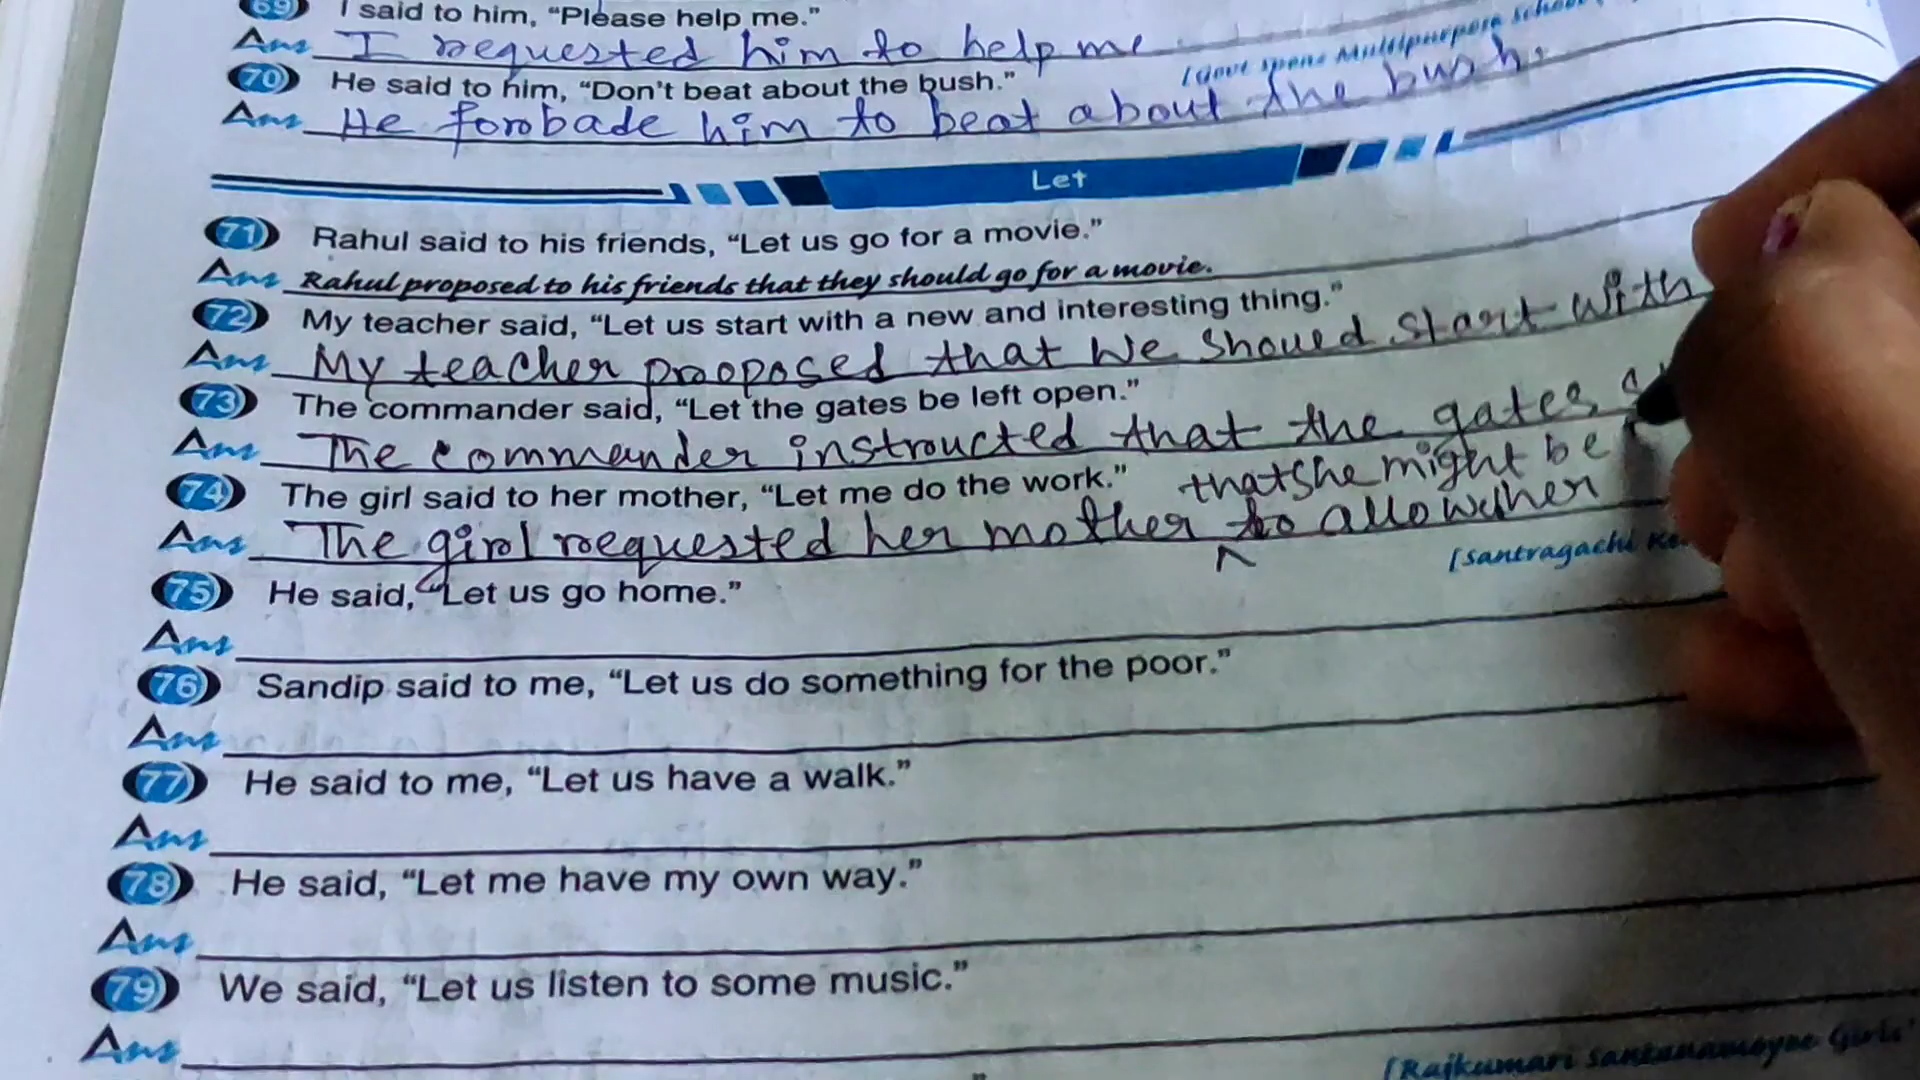 69 I said to him, “Please help me.”
Ans I requested him to help me
[Govt spons Multipurpose School
70 He said to him, “Don't beat about the bush.”
Ans He forbade him to beat about the bush.
Let
71 Rahul said to his friends, “Let us go for a movie.”
Ans Rahul proposed to his friends that they should go for a movie.
72 My teacher said, “Let us start with a new and interesting thing.”
Ans My teacher proposed that we should start with
73 The commander said, “Let the gates be left open.”
Ans The commander instructed that the gates
74 The girl said to her mother, “Let me do the work.”
that she might be
Ans The girl requested her mother to allow her
[Santragachi
75 He said, “Let us go home.”
Ans
76 Sandip said to me, “Let us do something for the poor.”
Ans
77 He said to me, “Let us have a walk.”
Ans
78 He said, “Let me have my own way.”
Ans
79 We said, “Let us listen to some music.”
Ans
[Rajkumari Santanamoyee Girls'